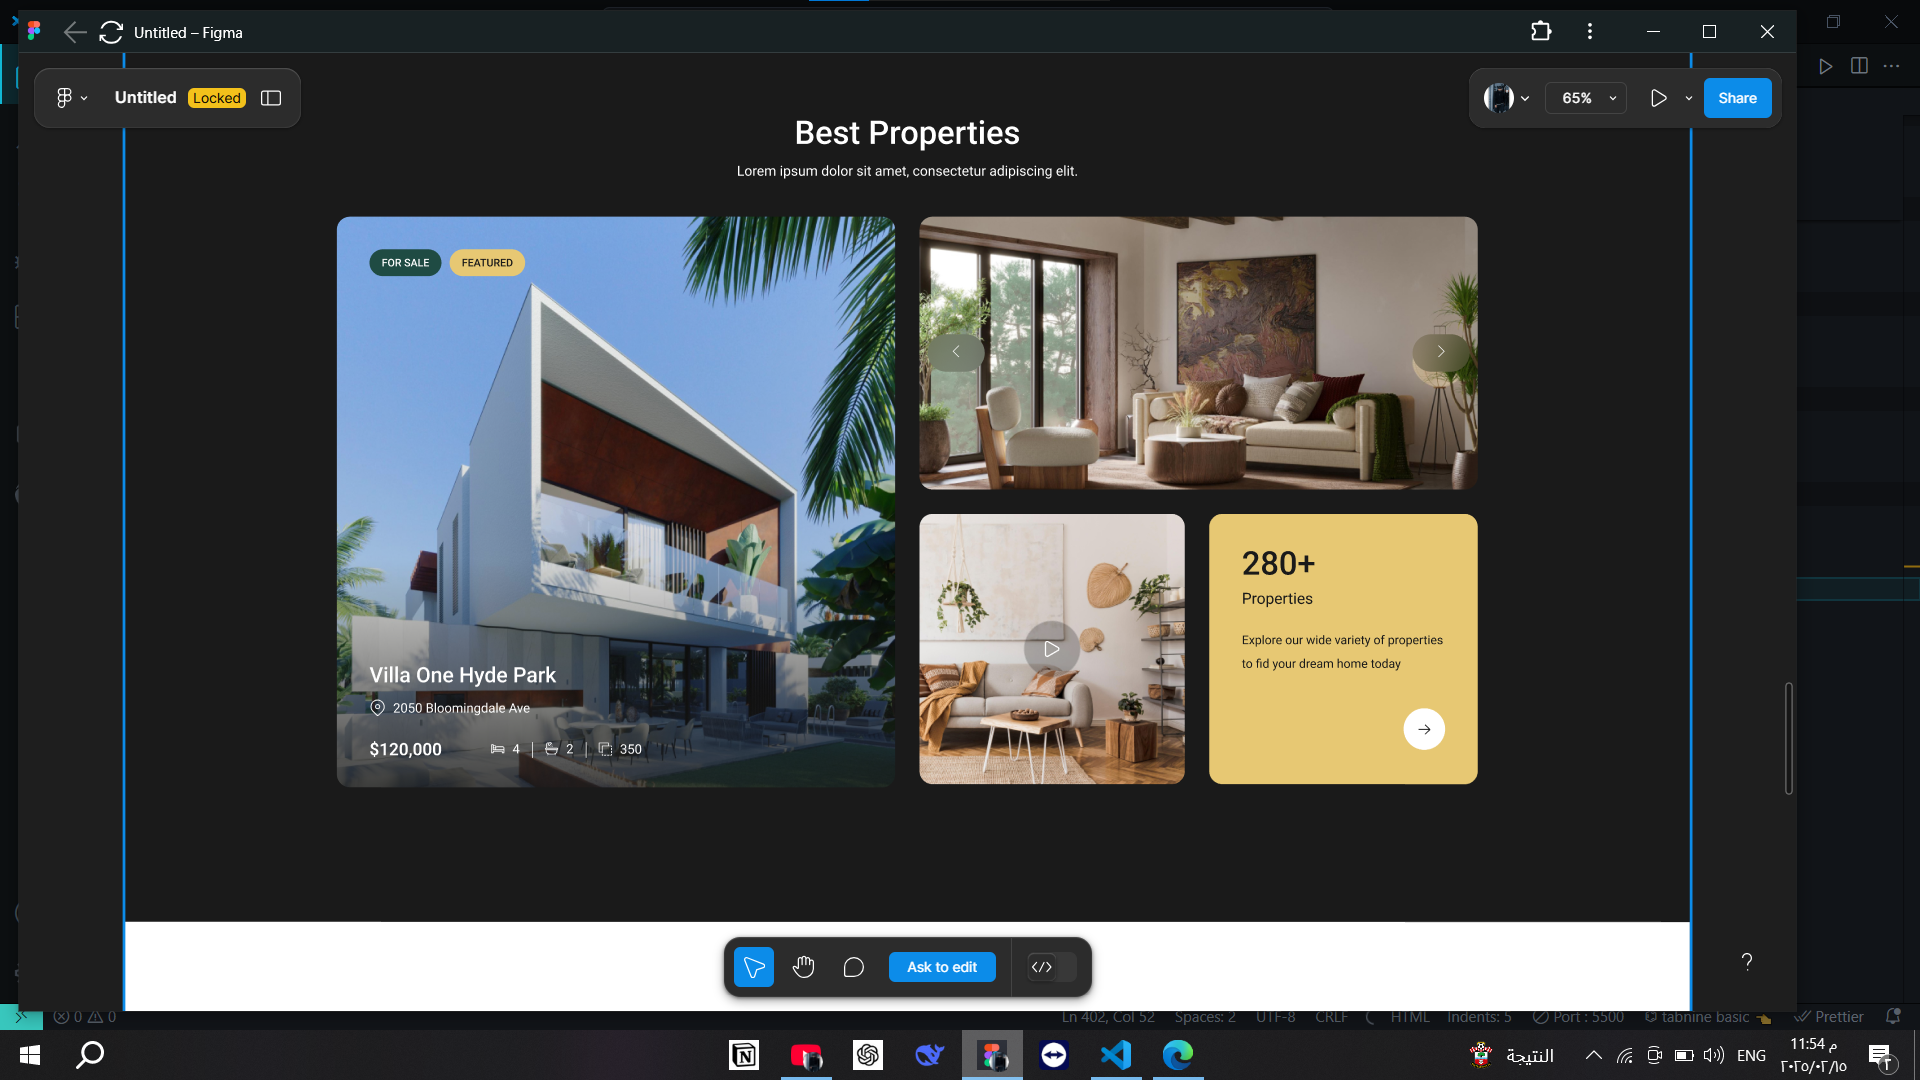 Untitled – Figma
Untitled
Locked
65%
Share
Best Properties
Lorem ipsum dolor sit amet, consectetur adipiscing elit.
FOR SALE
FEATURED
Villa One Hyde Park
2050 Bloomingdale Ave
$120,000
4
2
350
280+
Properties
Explore our wide variety of properties
to fid your dream home today
Ask to edit
?
0 0
Ln 402, Col 52
Spaces: 2
UTF-8
CRLF
HTML
Indents: 5
Port : 5500
tabnine basic
Prettier
النتيجة
ENG
11:54 م
٢٠٢٥/٠٢/١٥
٢